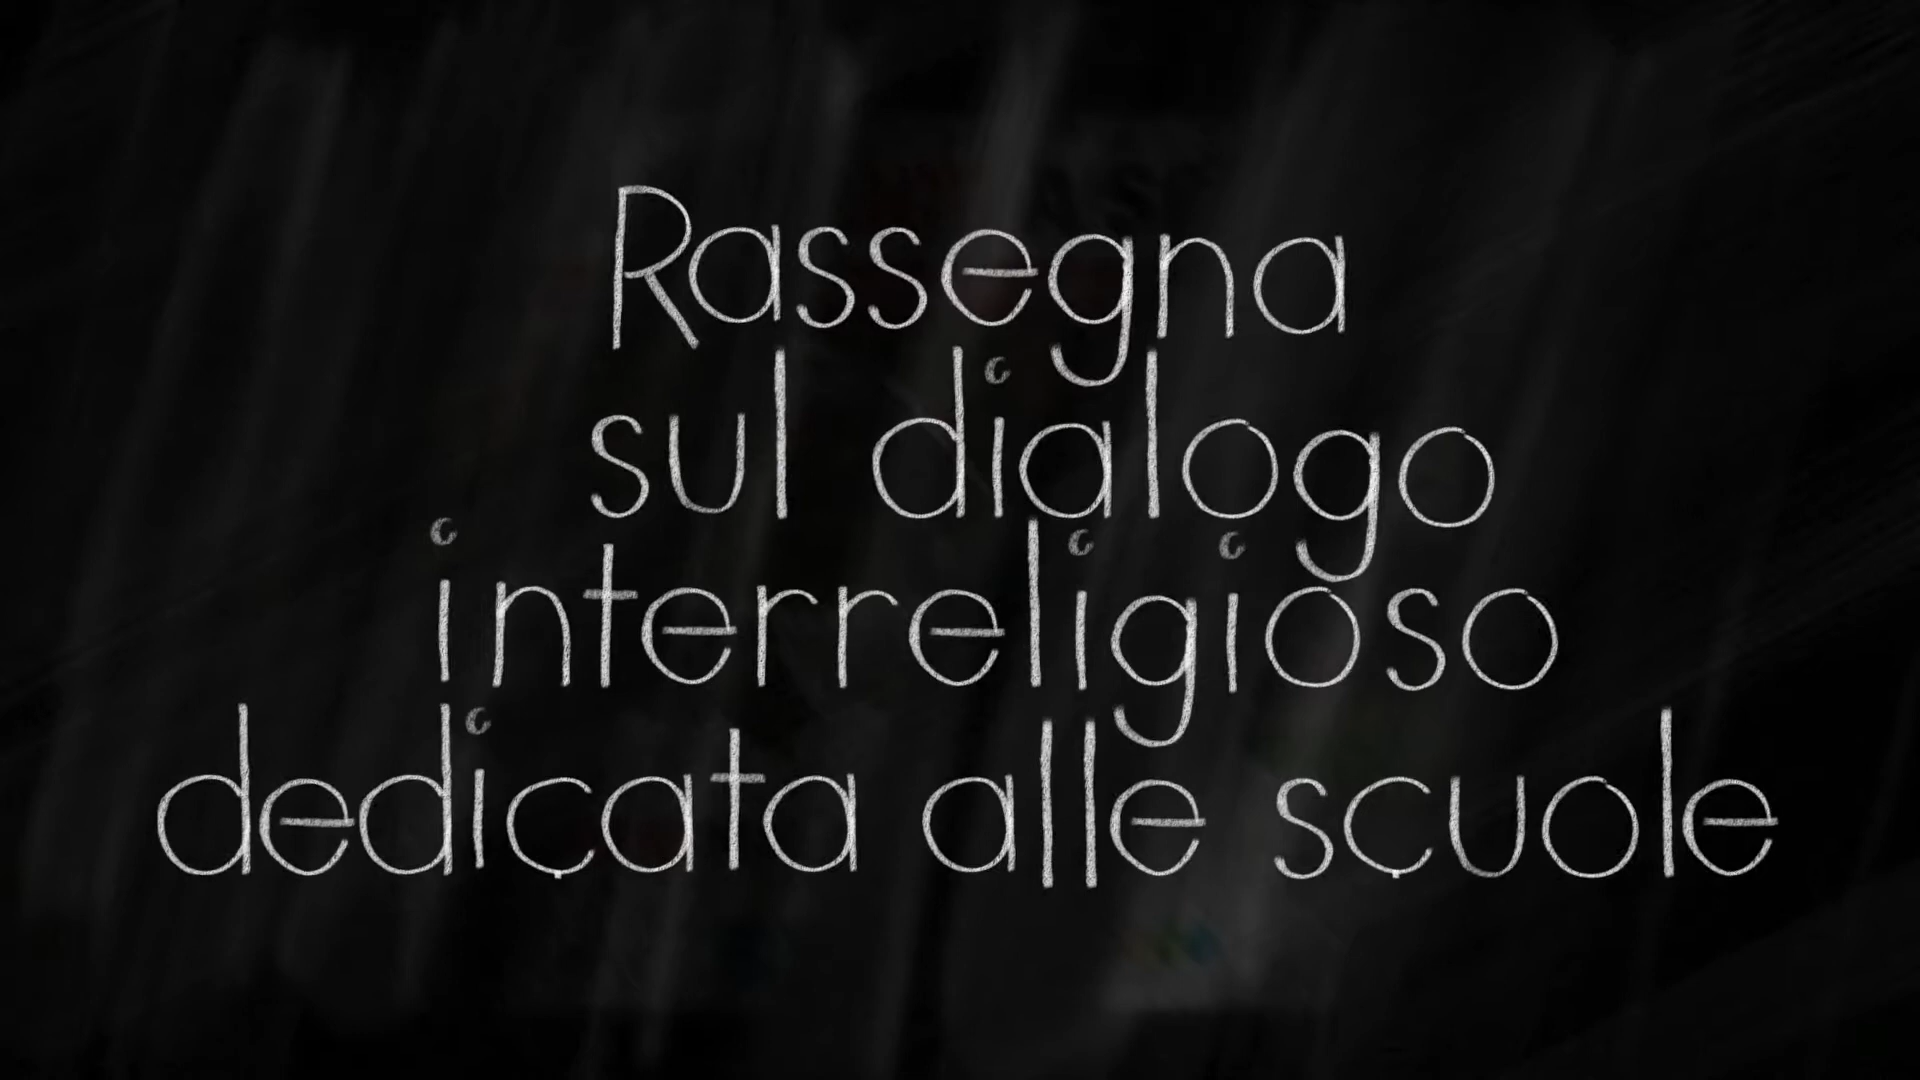 Rassegna
sul dialogo
interreligioso
dedicata alle scuole